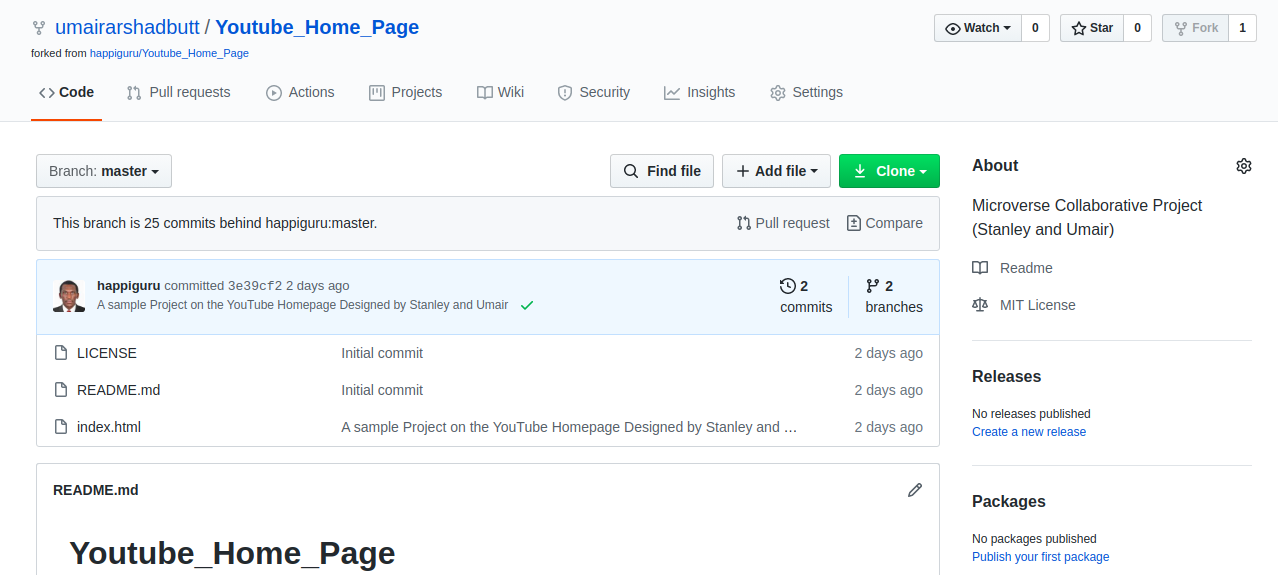 umairarshadbutt / Youtube_Home_Page
Watch 0 Star 0 Fork 1
forked from happiguru/Youtube_Home_Page
Code Pull requests Actions Projects Wiki Security Insights Settings
Branch: master Find file Add file Clone
This branch is 25 commits behind happiguru:master. Pull request Compare
happiguru committed 3e39cf2 2 days ago
A sample Project on the YouTube Homepage Designed by Stanley and Umair
2 commits
2 branches
LICENSE Initial commit 2 days ago
README.md Initial commit 2 days ago
index.html A sample Project on the YouTube Homepage Designed by Stanley and … 2 days ago
README.md
Youtube_Home_Page
About
Microverse Collaborative Project
(Stanley and Umair)
Readme
MIT License
Releases
No releases published
Create a new release
Packages
No packages published
Publish your first package